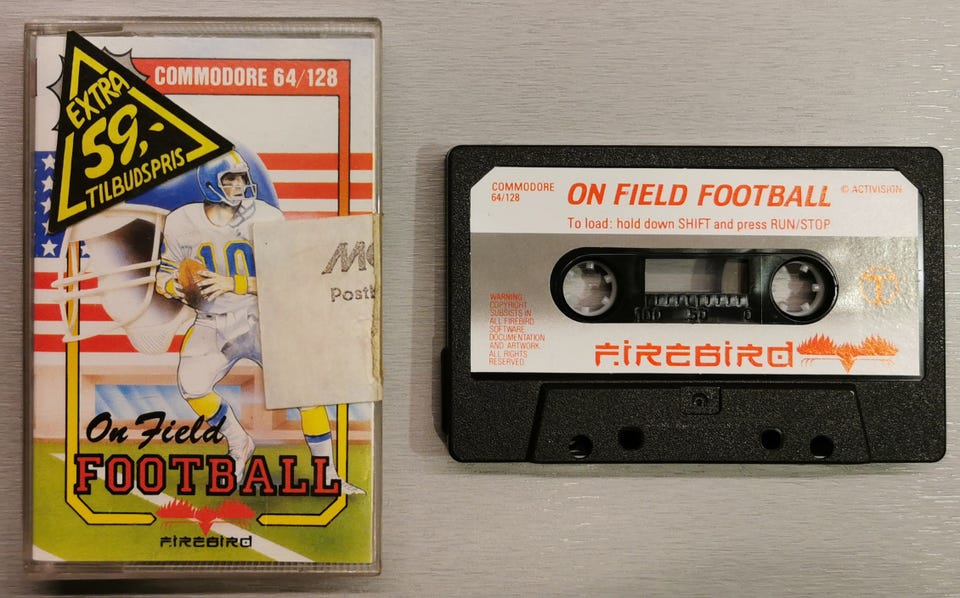 EXTRA
59,-
TILBUDSPRIS
COMMODORE 64/128
10
On Field
FOOTBALL
FIREBIRD
COMMODORE
64/128
ON FIELD FOOTBALL
© ACTIVISION
To load: hold down SHIFT and press RUN/STOP
100 50 0
WARNING
COPYRIGHT
SUBSISTS IN
ALL FIREBIRD
SOFTWARE
DOCUMENTATION
AND ARTWORK.
ALL RIGHTS
RESERVED.
FIREBIRD